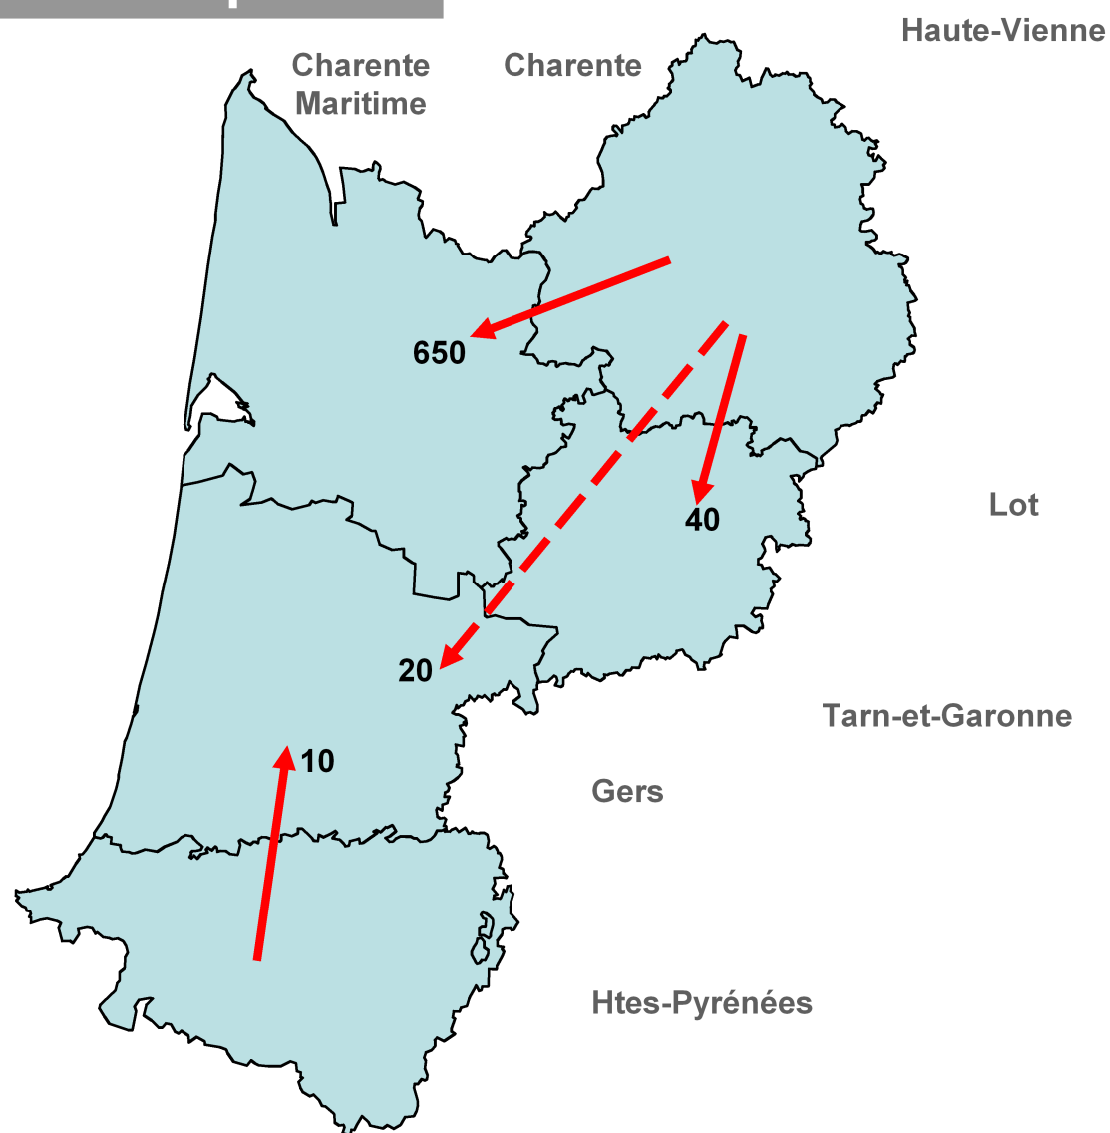 Haute-Vienne
Charente
Maritime
Charente
650
40
Lot
20
Tarn-et-Garonne
10
Gers
Htes-Pyrénées